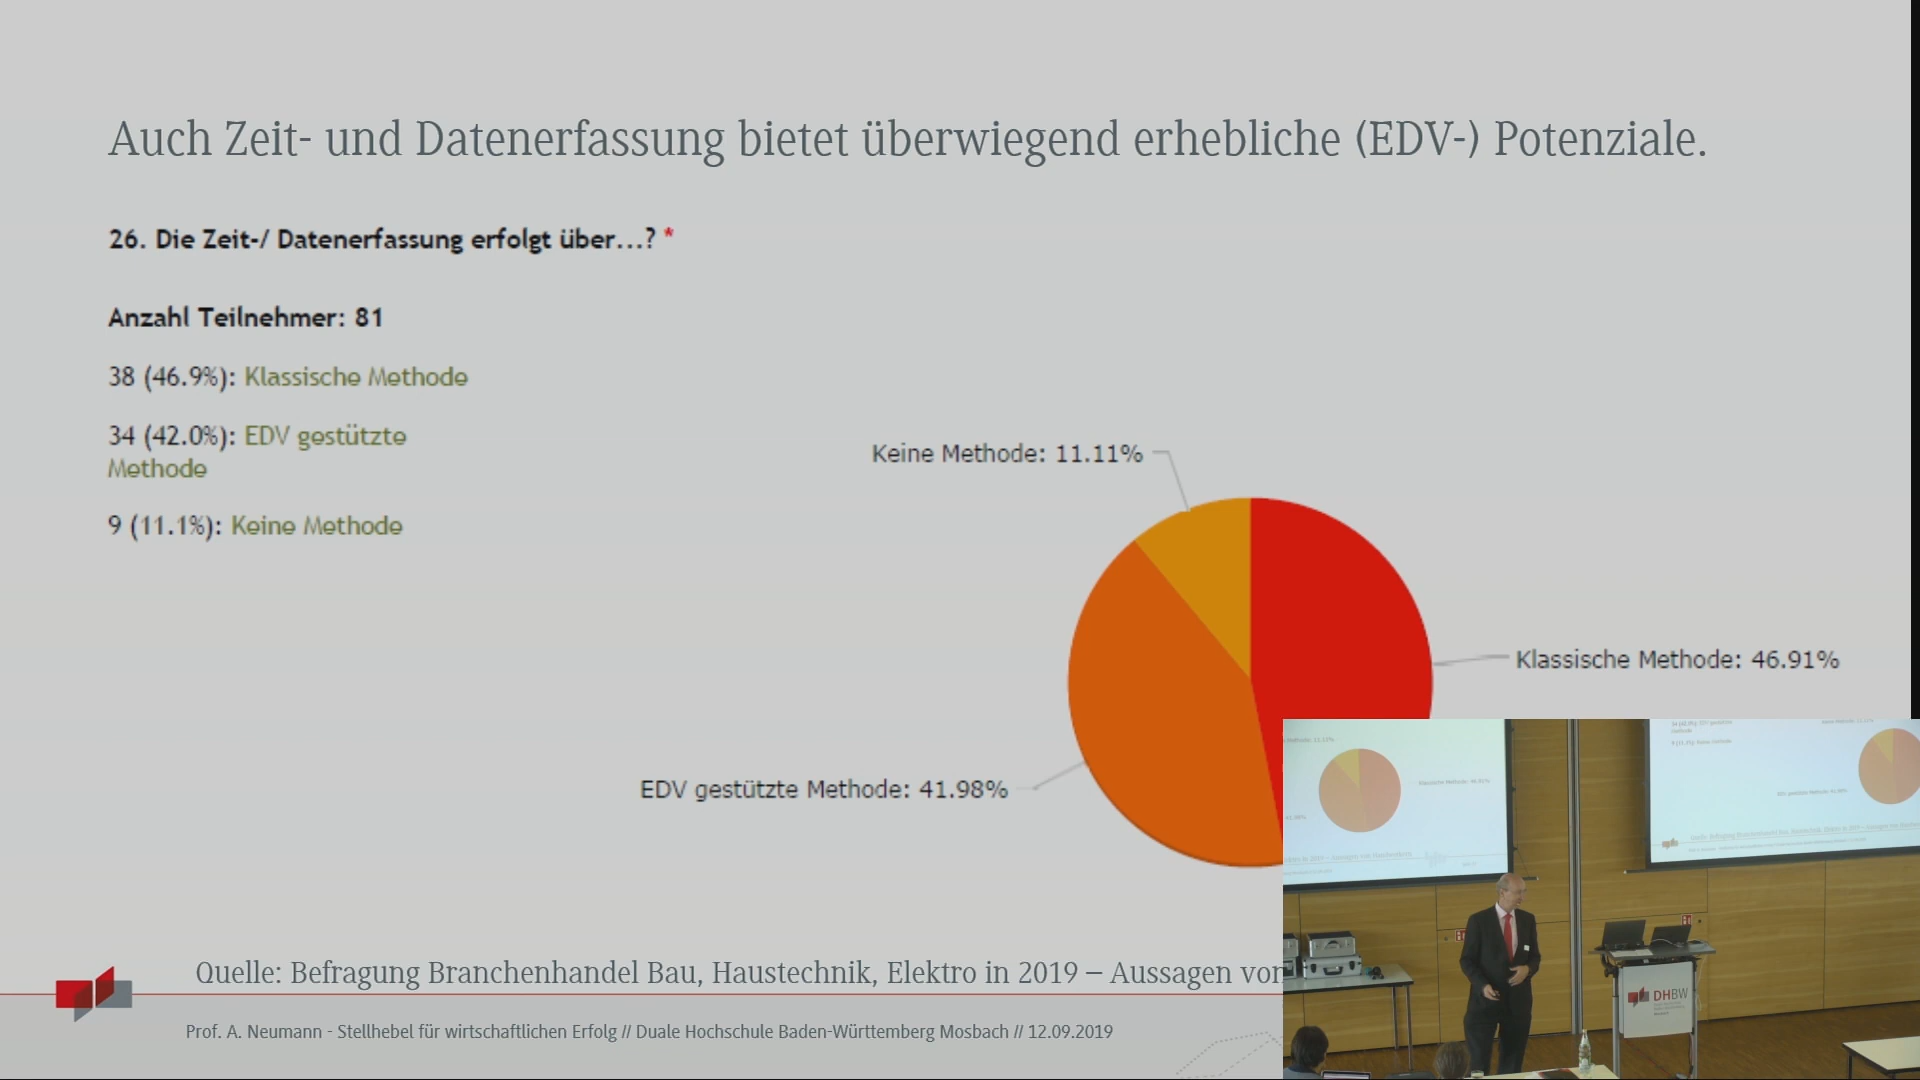 Auch Zeit- und Datenerfassung bietet überwiegend erhebliche (EDV-) Potenziale.
26. Die Zeit-/ Datenerfassung erfolgt über...? *
Anzahl Teilnehmer: 81
38 (46.9%): Klassische Methode
34 (42.0%): EDV gestützte
Methode
9 (11.1%): Keine Methode
Keine Methode: 11.11%
Klassische Methode: 46.91%
EDV gestützte Methode: 41.98%
Quelle: Befragung Branchenhandel Bau, Haustechnik, Elektro in 2019 – Aussagen von
Prof. A. Neumann - Stellhebel für wirtschaftlichen Erfolg // Duale Hochschule Baden-Württemberg Mosbach // 12.09.2019
DHBW